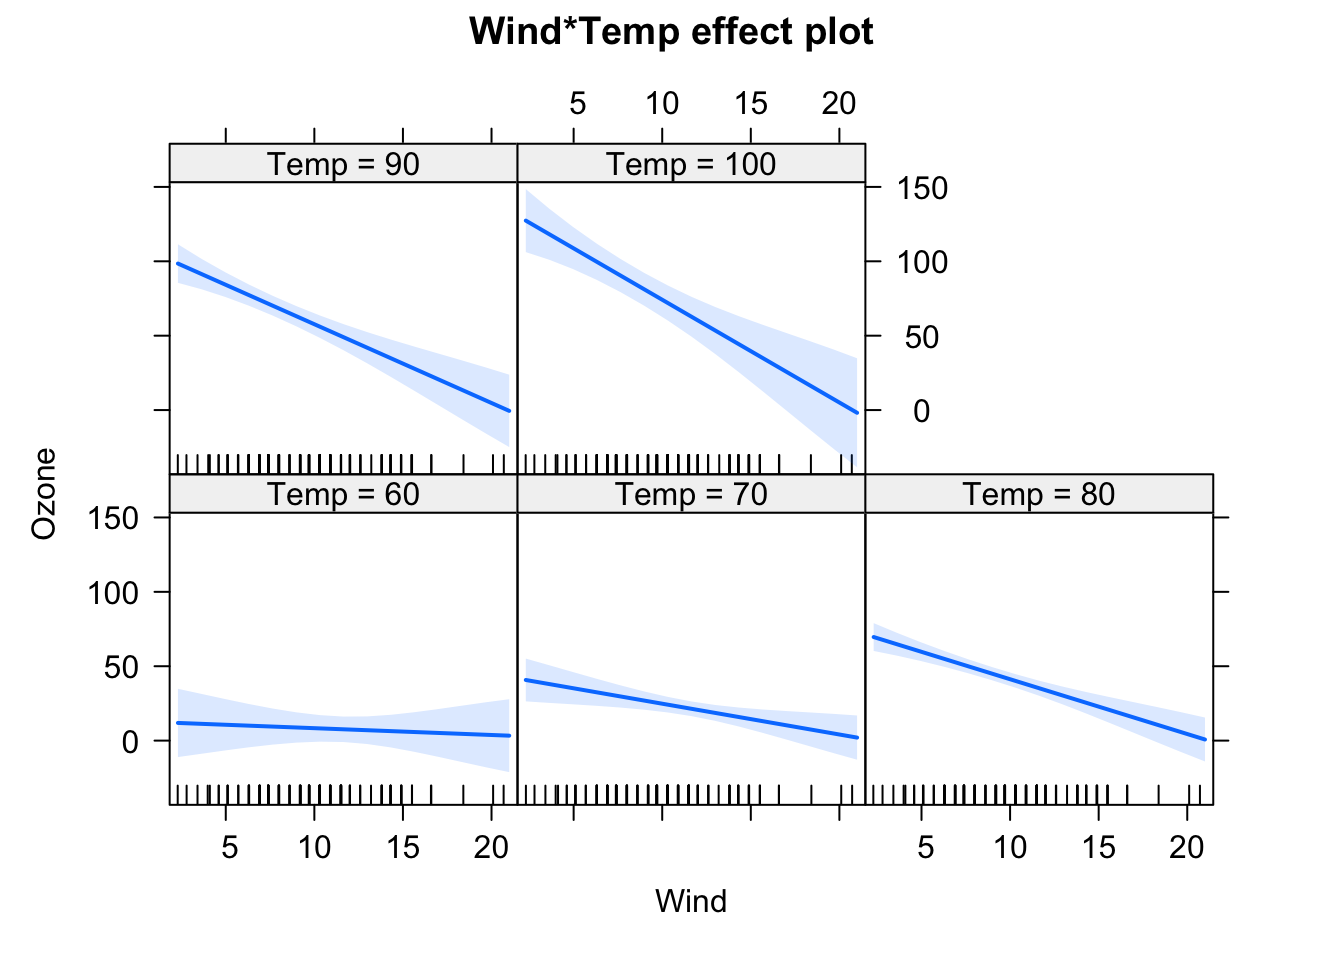 Wind*Temp effect plot
5 10 15 20
Temp = 90 Temp = 100
150
100
50
0
Temp = 60 Temp = 70 Temp = 80
Ozone
150
100
50
0
5 10 15 20 5 10 15 20
Wind